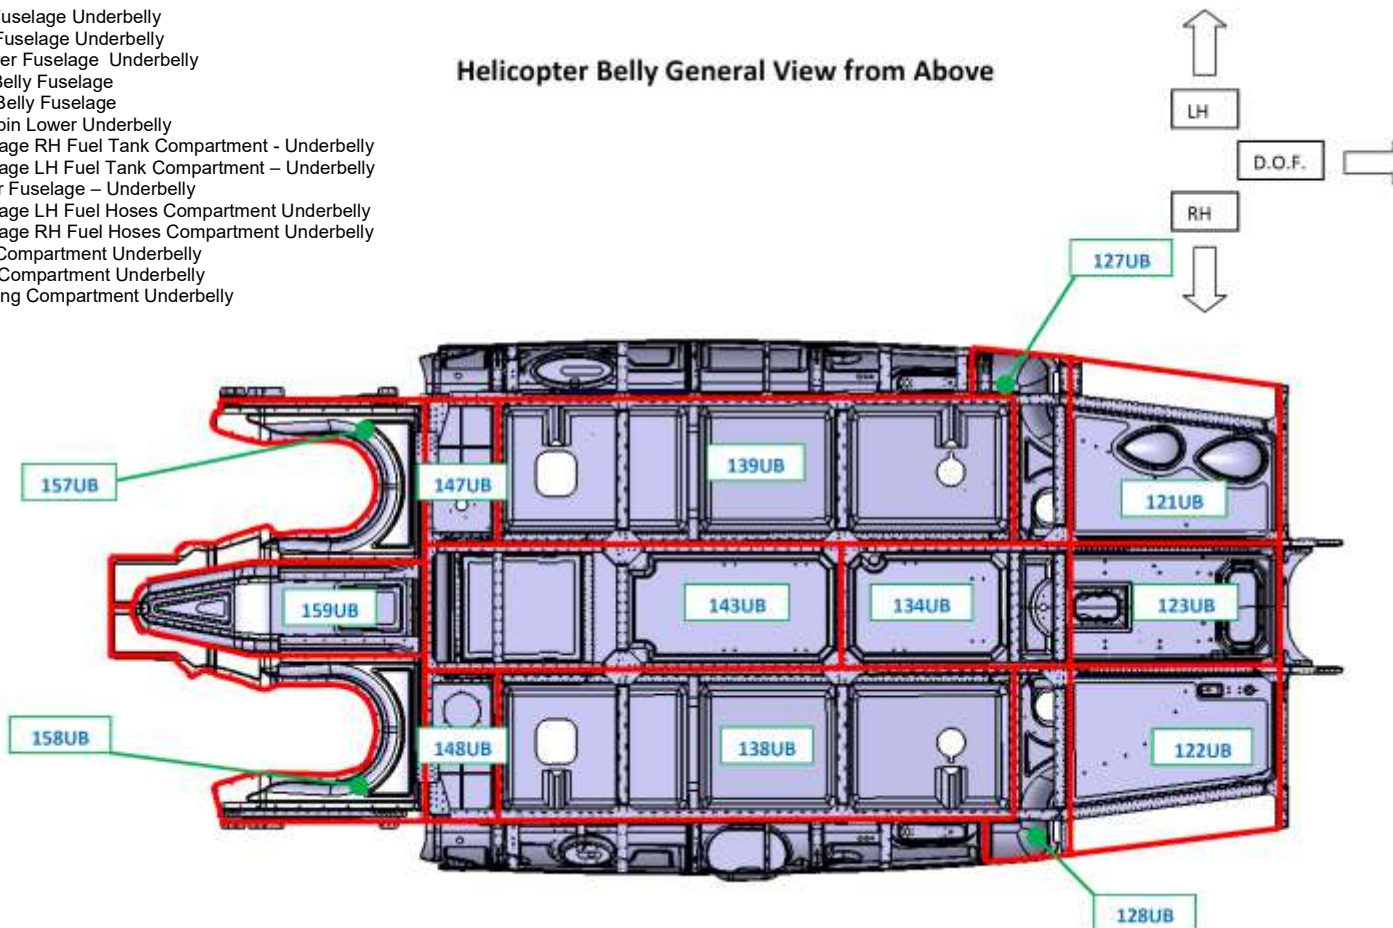 uselage Underbelly
Fuselage Underbelly
er Fuselage Underbelly
Belly Fuselage
Belly Fuselage
bin Lower Underbelly
age RH Fuel Tank Compartment - Underbelly
age LH Fuel Tank Compartment – Underbelly
r Fuselage – Underbelly
age LH Fuel Hoses Compartment Underbelly
age RH Fuel Hoses Compartment Underbelly
Compartment Underbelly
Compartment Underbelly
ng Compartment Underbelly
Helicopter Belly General View from Above
LH
D.O.F.
RH
127UB
157UB
147UB
139UB
121UB
159UB
143UB
134UB
123UB
158UB
148UB
138UB
122UB
128UB